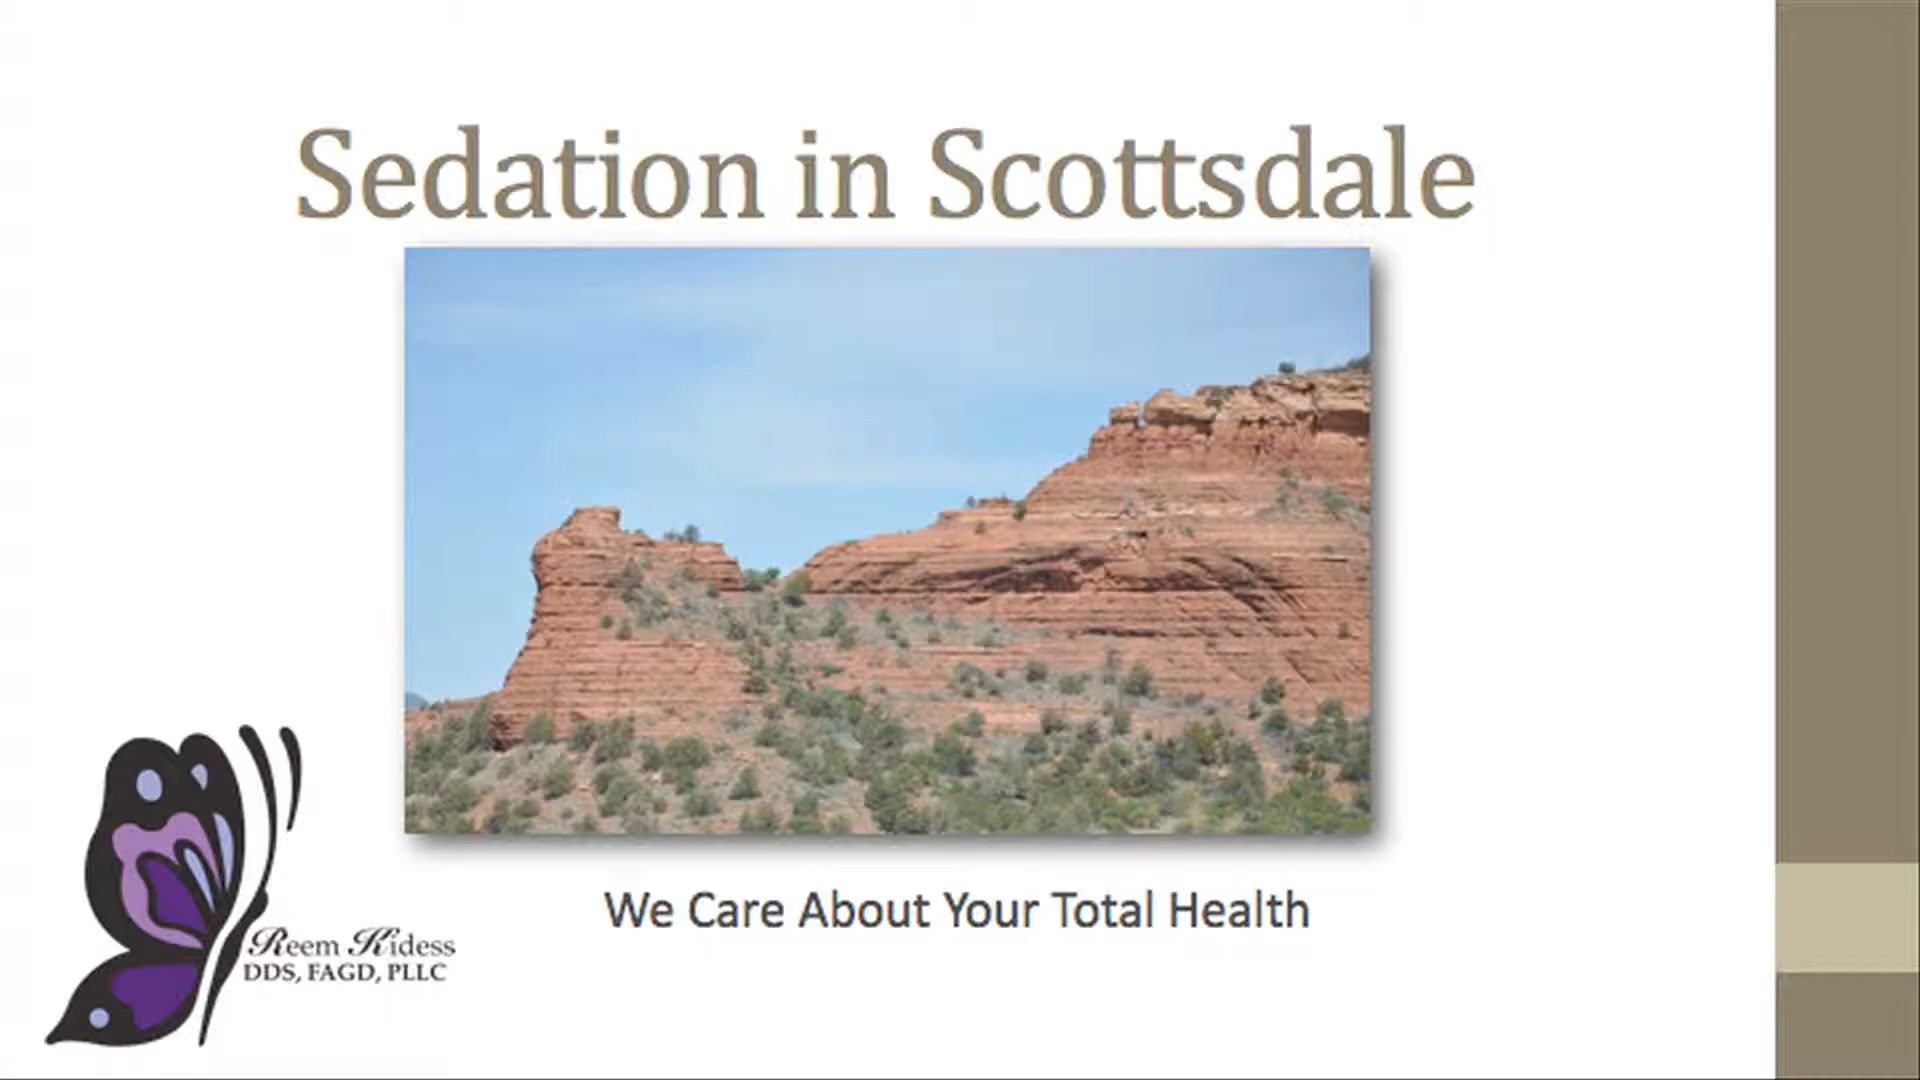 Sedation in Scottsdale
We Care About Your Total Health
Reem Kidess
DDS, FAGD, PLLC